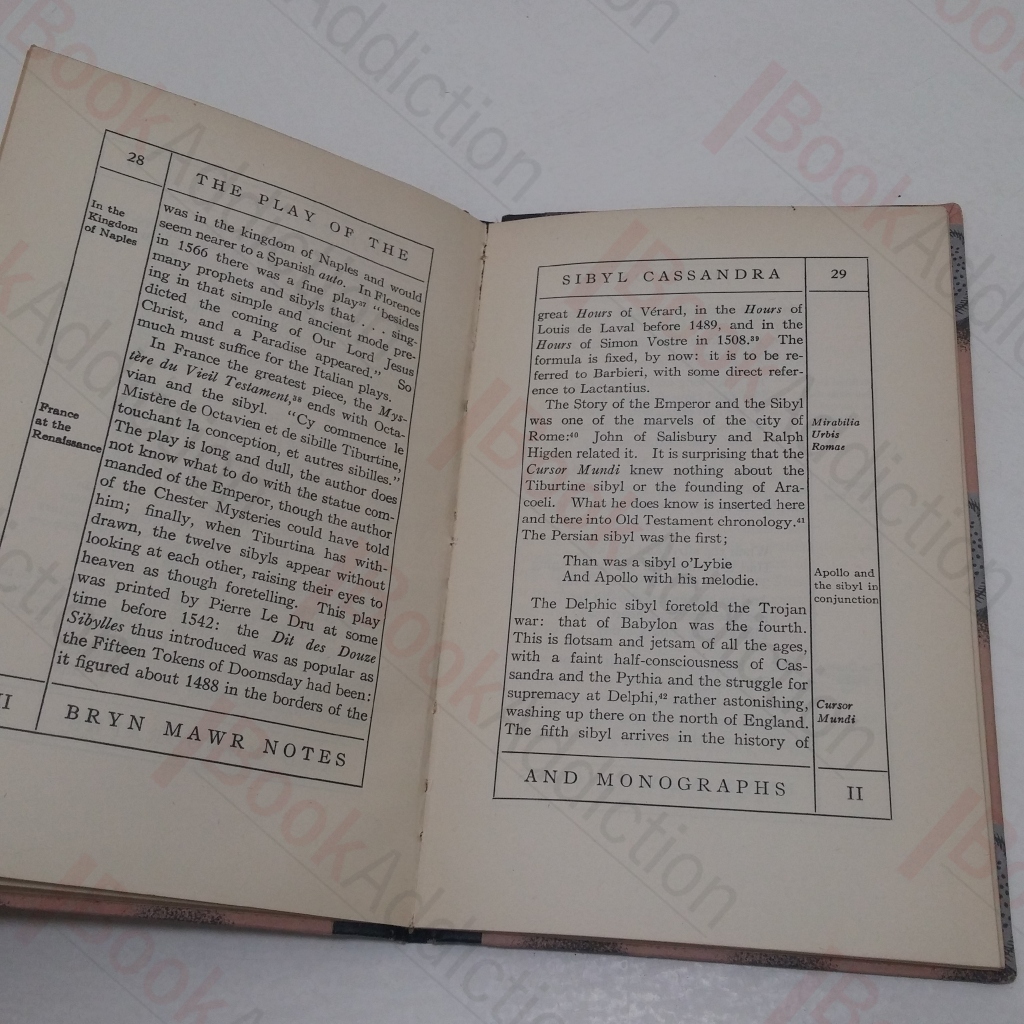 28
THE PLAY OF THE
In the
Kingdom
of Naples
was in the kingdom of Naples and would
seem nearer to a Spanish auto. In Florence
in 1566 there was a fine play³⁷ "besides
many prophets and sibyls that . . . sing-
ing in that simple and ancient mode pre-
dicted the coming of Our Lord Jesus
Christ, and a Paradise appeared." So
much must suffice for the Italian plays.
In France the greatest piece, the Mys-
tère du Vieil Testament,³⁸ ends with Octa-
vian and the sibyl. "Cy commence le
Mistère de Octavien et de sibille Tiburtine,
touchant la conception, et autres sibilles."
France
at the
Renaissance
The play is long and dull, the author does
not know what to do with the statue com-
manded of the Emperor, though the author
of the Chester Mysteries could have told
him; finally, when Tiburtina has with-
drawn, the twelve sibyls appear without
looking at each other, raising their eyes to
heaven as though foretelling. This play
was printed by Pierre Le Dru at some
time before 1542: the Dit des Douze
Sibylles thus introduced was as popular as
the Fifteen Tokens of Doomsday had been:
it figured about 1488 in the borders of the
II
BRYN MAWR NOTES
SIBYL CASSANDRA
29
great Hours of Vérard, in the Hours of
Louis de Laval before 1489, and in the
Hours of Simon Vostre in 1508.³⁹ The
formula is fixed, by now: it is to be re-
ferred to Barbieri, with some direct refer-
ence to Lactantius.
The Story of the Emperor and the Sibyl
was one of the marvels of the city of
Rome:⁴⁰ John of Salisbury and Ralph
Higden related it. It is surprising that the
Cursor Mundi knew nothing about the
Tiburtine sibyl or the founding of Ara-
coeli. What he does know is inserted here
and there into Old Testament chronology.⁴¹
The Persian sibyl was the first;
Mirabilia
Urbis
Romae
Than was a sibyl o'Lybie
And Apollo with his melodie.
Apollo and
the sibyl in
conjunction
The Delphic sibyl foretold the Trojan
war: that of Babylon was the fourth.
This is flotsam and jetsam of all the ages,
with a faint half-consciousness of Cas-
sandra and the Pythia and the struggle for
supremacy at Delphi,⁴² rather astonishing,
washing up there on the north of England.
The fifth sibyl arrives in the history of
Cursor
Mundi
AND MONOGRAPHS
II
BookAddiction